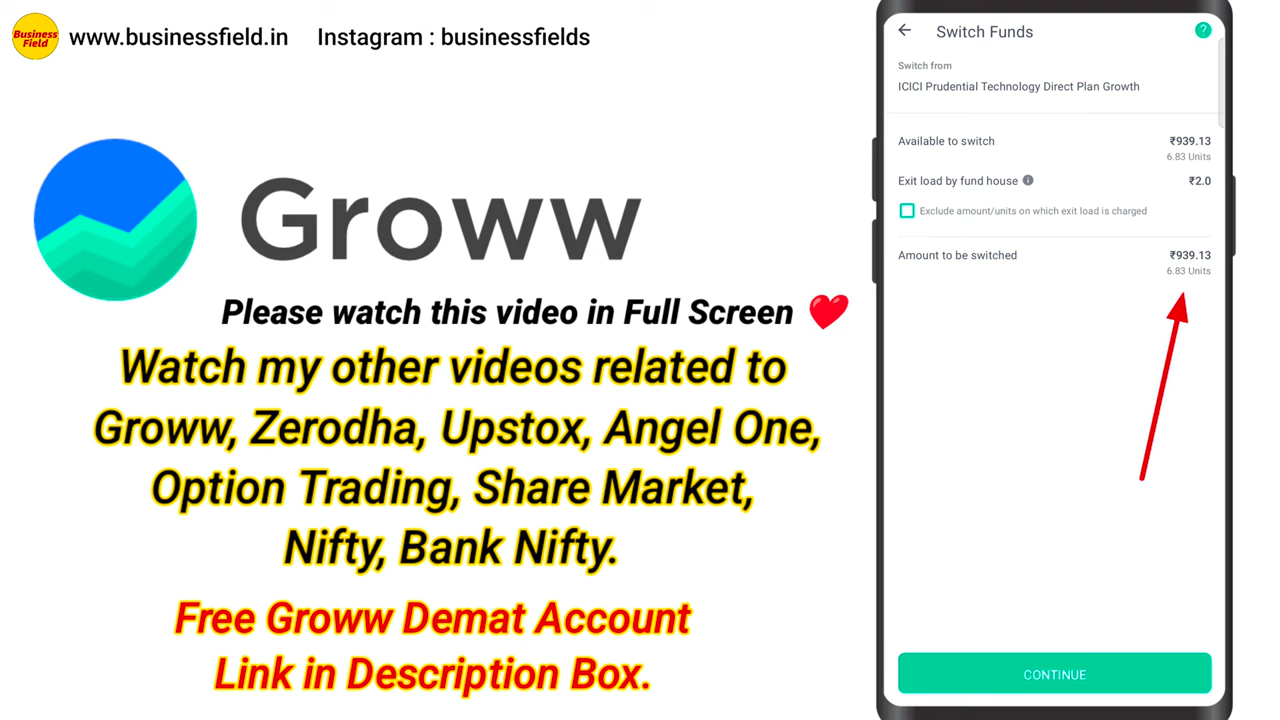 Business
Field
www.businessfield.in
Instagram : businessfields
Groww
Please watch this video in Full Screen ❤️
Watch my other videos related to
Groww, Zerodha, Upstox, Angel One,
Option Trading, Share Market,
Nifty, Bank Nifty.
Free Groww Demat Account
Link in Description Box.
Switch Funds
?
Switch from
ICICI Prudential Technology Direct Plan Growth
Available to switch ₹939.13
6.83 Units
Exit load by fund house ₹2.0
Exclude amount/units on which exit load is charged
Amount to be switched ₹939.13
6.83 Units
CONTINUE